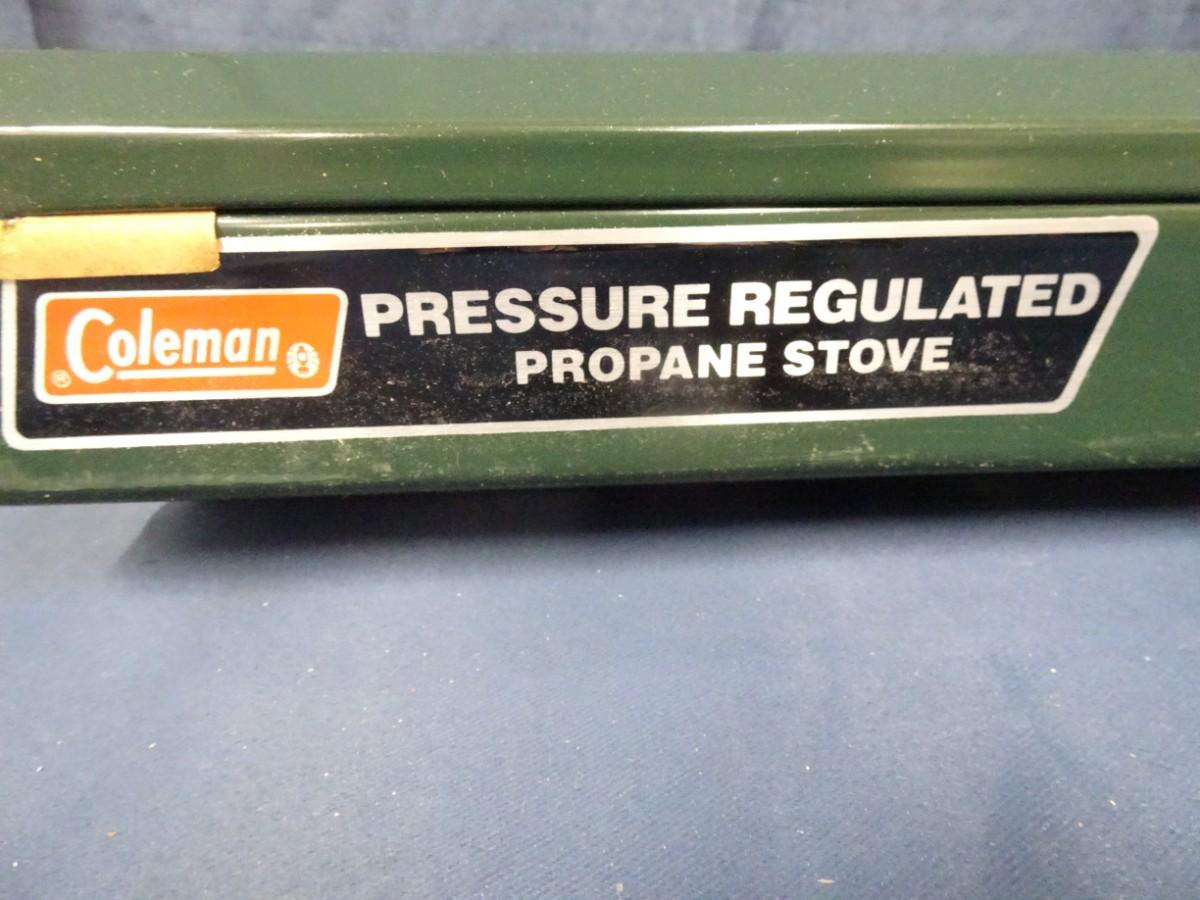 Coleman
®
PRESSURE REGULATED
PROPANE STOVE